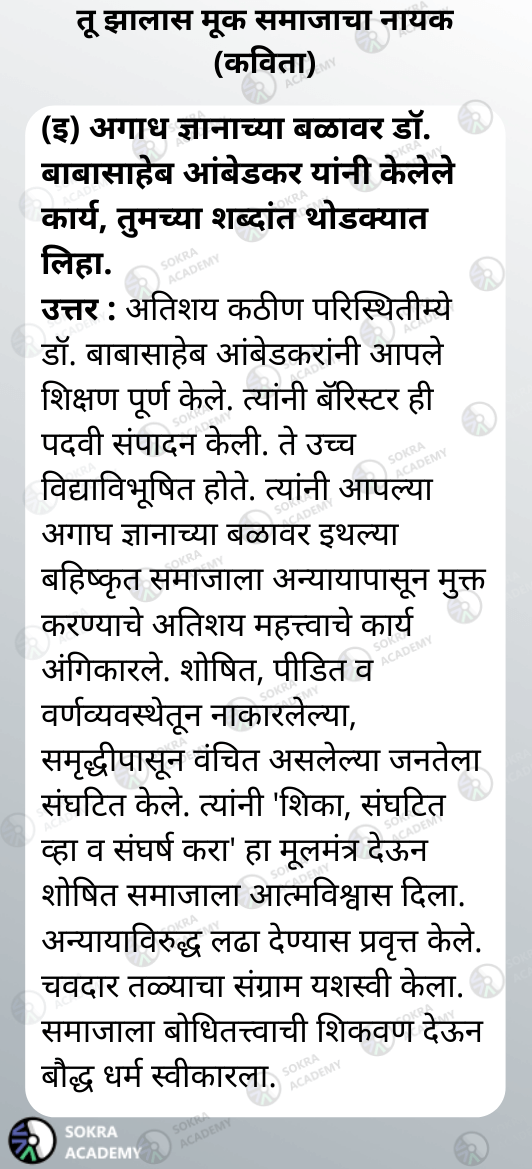 तू झालास मूक समाजाचा नायक
(कविता)
(इ) अगाध ज्ञानाच्या बळावर डॉ.
बाबासाहेब आंबेडकर यांनी केलेले
कार्य, तुमच्या शब्दांत थोडक्यात
लिहा.
उत्तर : अतिशय कठीण परिस्थितीम्ये
डॉ. बाबासाहेब आंबेडकरांनी आपले
शिक्षण पूर्ण केले. त्यांनी बॅरिस्टर ही
पदवी संपादन केली. ते उच्च
विद्याविभूषित होते. त्यांनी आपल्या
अगाघ ज्ञानाच्या बळावर इथल्या
बहिष्कृत समाजाला अन्यायापासून मुक्त
करण्याचे अतिशय महत्त्वाचे कार्य
अंगिकारले. शोषित, पीडित व
वर्णव्यवस्थेतून नाकारलेल्या,
समृद्धीपासून वंचित असलेल्या जनतेला
संघटित केले. त्यांनी 'शिका, संघटित
व्हा व संघर्ष करा' हा मूलमंत्र देऊन
शोषित समाजाला आत्मविश्वास दिला.
अन्यायाविरुद्ध लढा देण्यास प्रवृत्त केले.
चवदार तळ्याचा संग्राम यशस्वी केला.
समाजाला बोधितत्त्वाची शिकवण देऊन
बौद्ध धर्म स्वीकारला.
SOKRA
ACADEMY